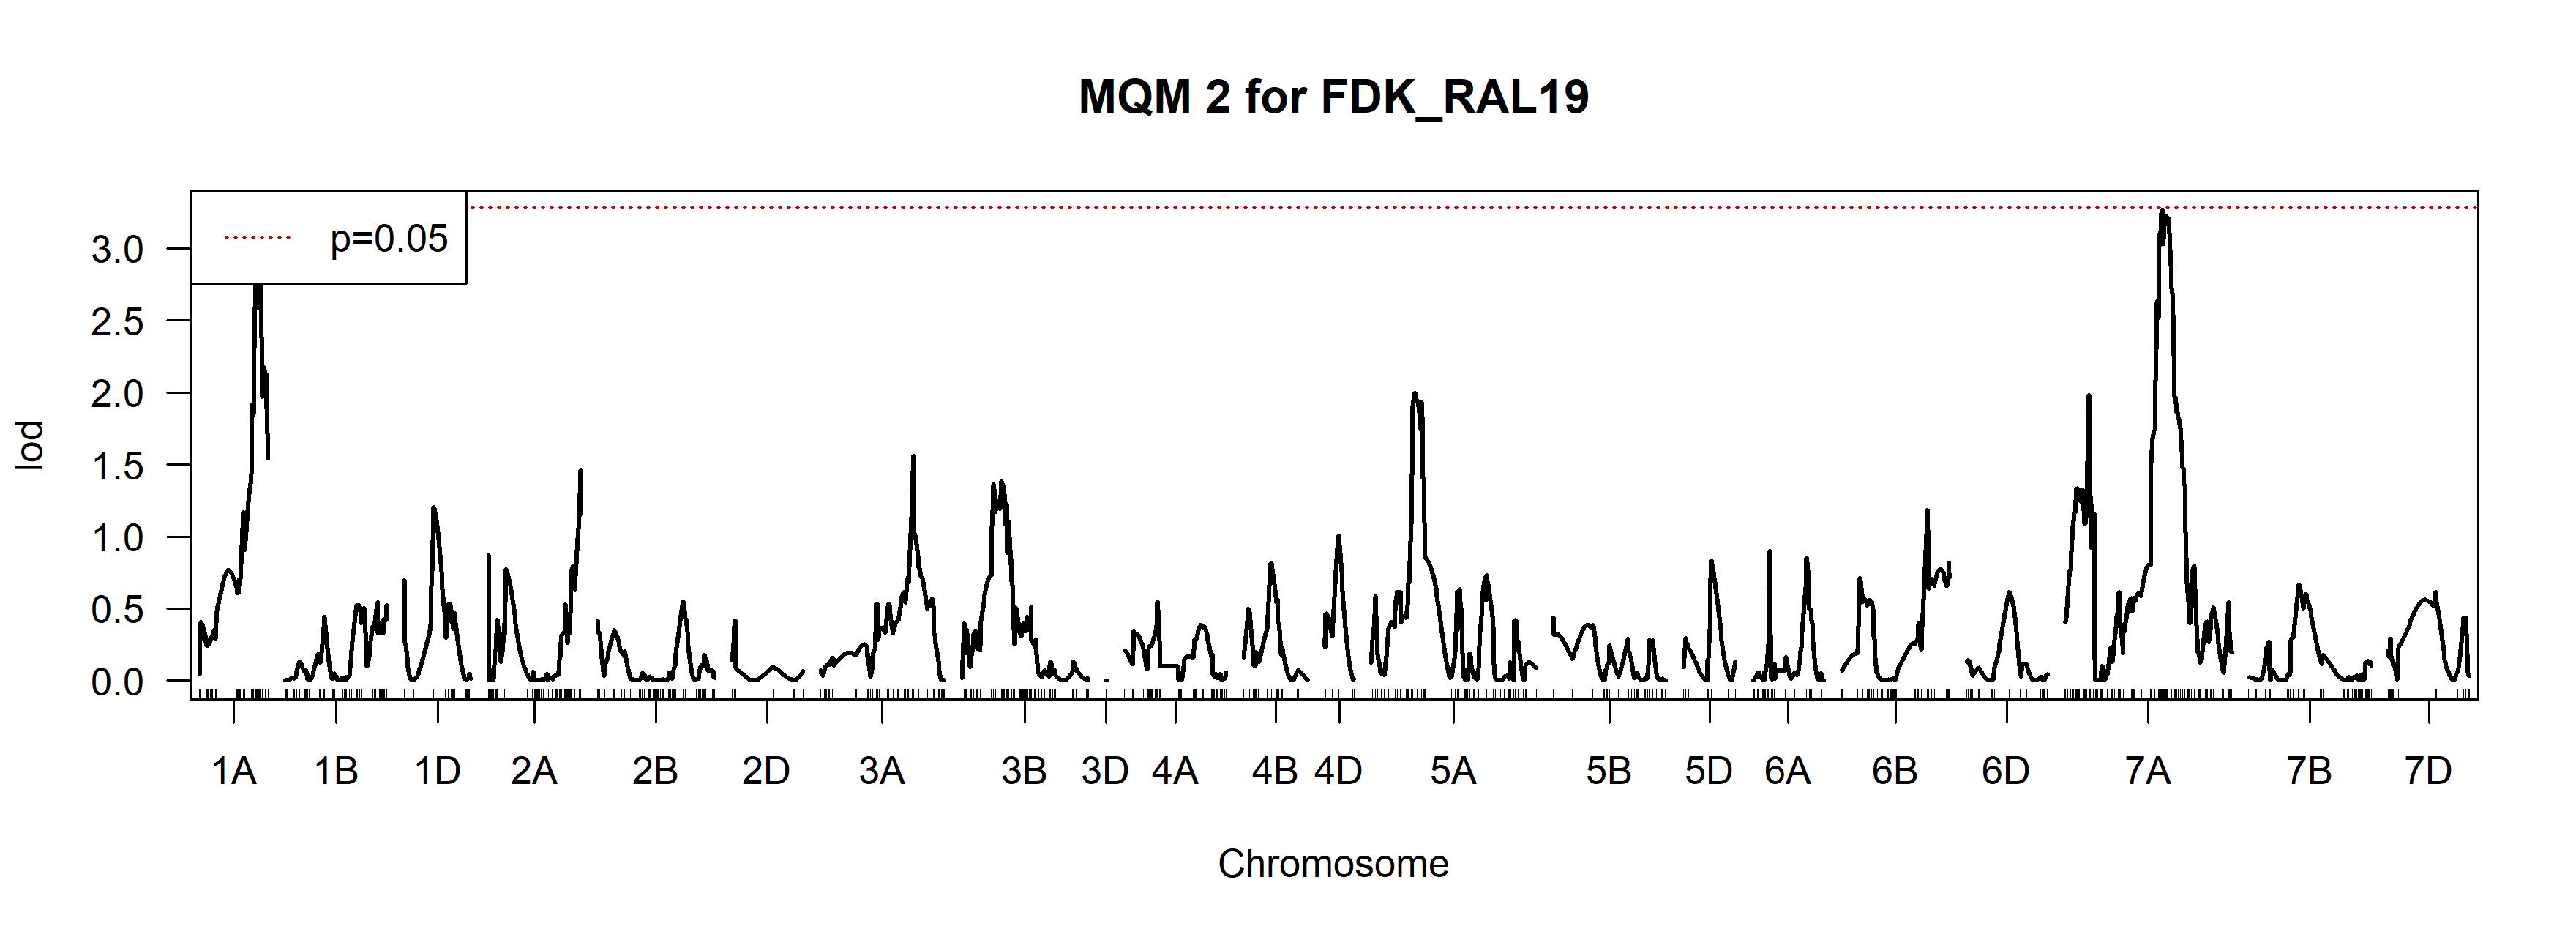 MQM 2 for FDK_RAL19
p=0.05
3.0
2.5
2.0
1.5
1.0
0.5
0.0
lod
1A 1B 1D 2A 2B 2D 3A 3B 3D 4A 4B 4D 5A 5B 5D 6A 6B 6D 7A 7B 7D
Chromosome